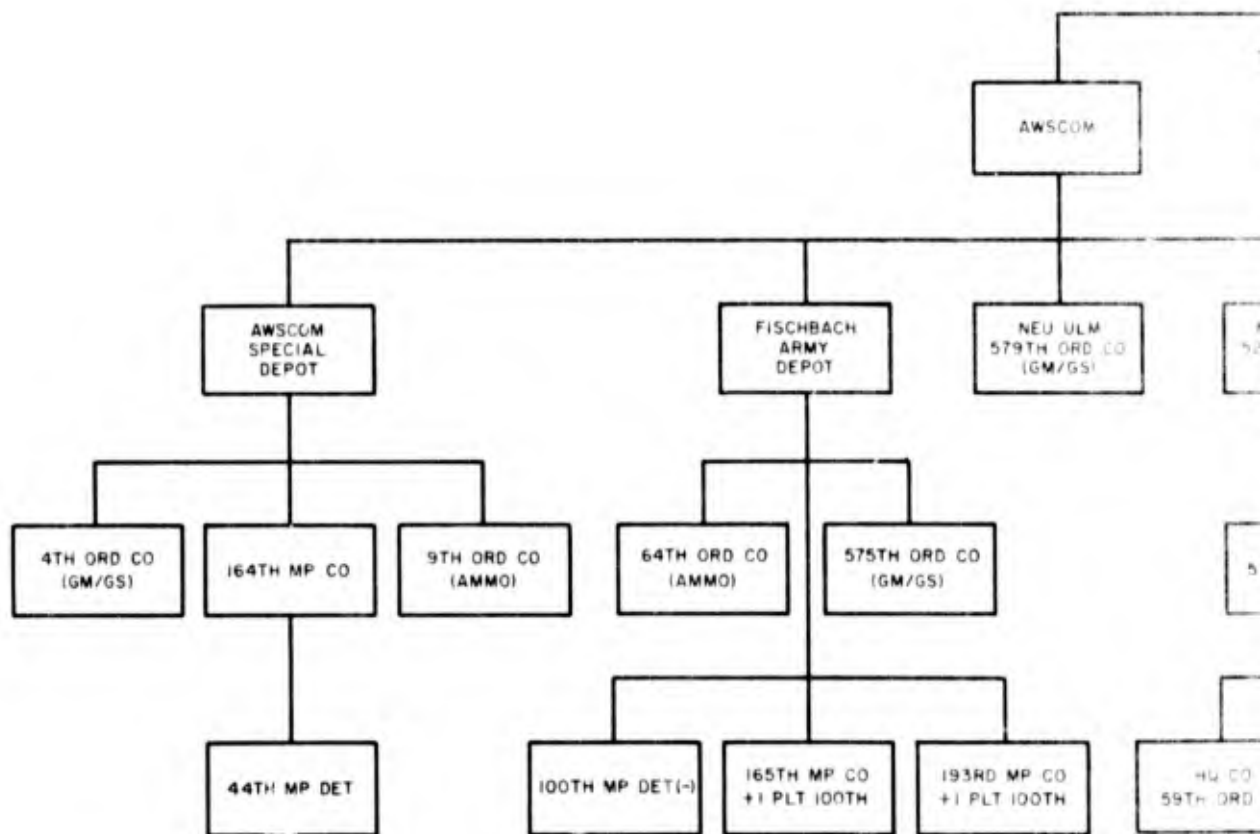 AWSCOM
AWSCOM
SPECIAL
DEPOT
FISCHBACH
ARMY
DEPOT
NEU ULM
579TH ORD CO
(GM/GS)
4TH ORD CO
(GM/GS)
164TH MP CO
9TH ORD CO
(AMMO)
64TH ORD CO
(AMMO)
575TH ORD CO
(GM/GS)
44TH MP DET
100TH MP DET(-)
165TH MP CO
+1 PLT 100TH
193RD MP CO
+1 PLT 100TH
HQ CO
59TH ORD